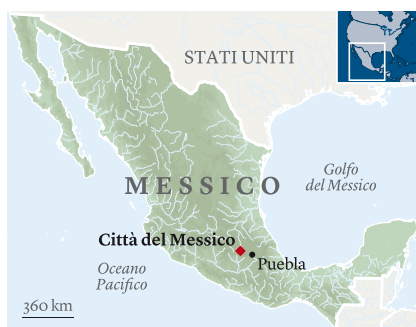 STATI UNITI
Golfo
del Messico
MESSICO
Città del Messico
Puebla
Oceano
Pacifico
360 km